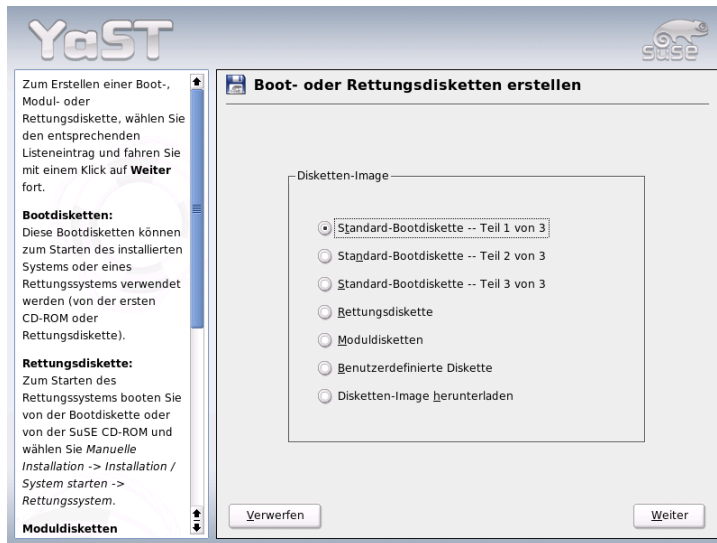 YaST
SUSE
Zum Erstellen einer Boot-,
Modul- oder
Rettungsdiskette, wählen Sie
den entsprechenden
Listeneintrag und fahren Sie
mit einem Klick auf Weiter
fort.
Bootdisketten:
Diese Bootdisketten können
zum Starten des installierten
Systems oder eines
Rettungssystems verwendet
werden (von der ersten
CD-ROM oder
Rettungsdiskette).
Rettungsdiskette:
Zum Starten des
Rettungssystems booten Sie
von der Bootdiskette oder
von der SuSE CD-ROM und
wählen Sie Manuelle
Installation -> Installation /
System starten ->
Rettungssystem.
Moduldisketten
Boot- oder Rettungsdisketten erstellen
Disketten-Image
Standard-Bootdiskette -- Teil 1 von 3
Standard-Bootdiskette -- Teil 2 von 3
Standard-Bootdiskette -- Teil 3 von 3
Rettungsdiskette
Moduldisketten
Benutzerdefinierte Diskette
Disketten-Image herunterladen
Verwerfen
Weiter